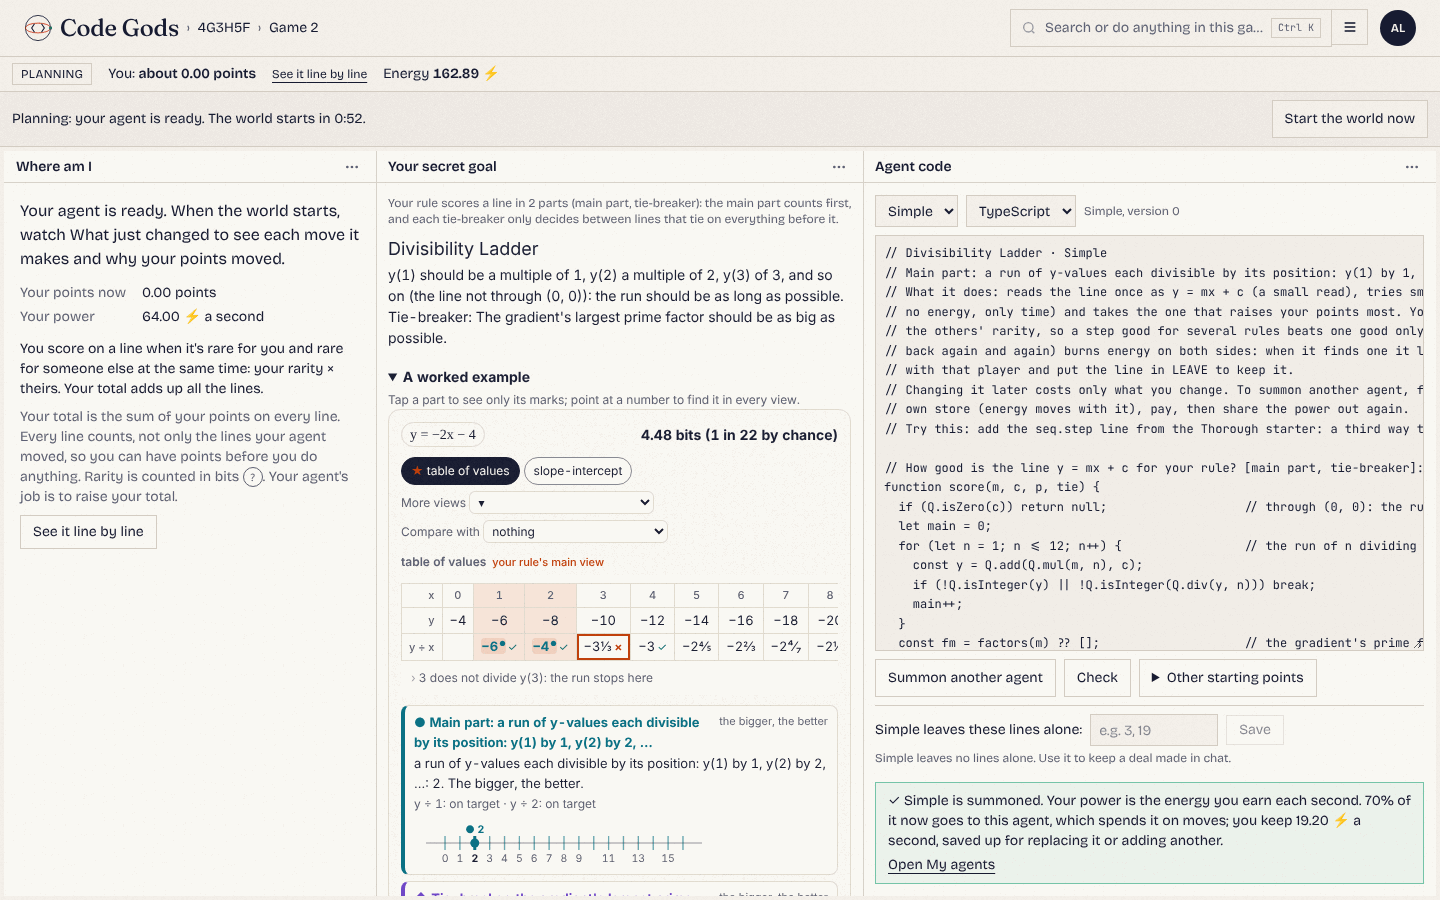 Code Gods › 4G3H5F › Game 2
Search or do anything in this ga... Ctrl K ☰ AL
PLANNING You: about 0.00 points See it line by line Energy 162.89 ⚡
Planning: your agent is ready. The world starts in 0:52. Start the world now
Where am I ...
Your agent is ready. When the world starts,
watch What just changed to see each move it
makes and why your points moved.
Your points now 0.00 points
Your power 64.00 ⚡ a second
You score on a line when it's rare for you and rare
for someone else at the same time: your rarity ×
theirs. Your total adds up all the lines.
Your total is the sum of your points on every line.
Every line counts, not only the lines your agent
moved, so you can have points before you do
anything. Rarity is counted in bits ?. Your agent's
job is to raise your total.
See it line by line
Your secret goal ...
Your rule scores a line in 2 parts (main part, tie-breaker): the main part counts first,
and each tie-breaker only decides between lines that tie on everything before it.
Divisibility Ladder
y(1) should be a multiple of 1, y(2) a multiple of 2, y(3) of 3, and so
on (the line not through (0, 0)): the run should be as long as possible.
Tie-breaker: The gradient's largest prime factor should be as big as
possible.
▼ A worked example
Tap a part to see only its marks; point at a number to find it in every view.
y = −2x − 4 4.48 bits (1 in 22 by chance)
★ table of values slope-intercept
More views ▾
Compare with nothing
table of values your rule's main view
x 0 1 2 3 4 5 6 7 8
y −4 −6 −8 −10 −12 −14 −16 −18 −20
y ÷ x −6 ✓ −4 ✓ −3⅓ × −3 ✓ −2⅘ −2⅔ −2⁴⁄₇ −2½
› 3 does not divide y(3): the run stops here
● Main part: a run of y-values each divisible the bigger, the better
by its position: y(1) by 1, y(2) by 2, ...
a run of y-values each divisible by its position: y(1) by 1, y(2) by 2,
...: 2. The bigger, the better.
y ÷ 1: on target · y ÷ 2: on target
● 2
0 1 2 3 4 5 6 7 8 9 11 13 15
Agent code ...
Simple TypeScript Simple, version 0
// Divisibility Ladder · Simple
// Main part: a run of y-values each divisible by its position: y(1) by 1,
// What it does: reads the line once as y = mx + c (a small read), tries sm
// no energy, only time) and takes the one that raises your points most. Yo
// the others' rarity, so a step good for several rules beats one good only
// back again and again) burns energy on both sides: when it finds one it l
// with that player and put the line in LEAVE to keep it.
// Changing it later costs only what you change. To summon another agent, f
// own store (energy moves with it), pay, then share the power out again.
// Try this: add the seq.step line from the Thorough starter: a third way t
// How good is the line y = mx + c for your rule? [main part, tie-breaker]:
function score(m, c, p, tie) {
if (Q.isZero(c)) return null; // through (0, 0): the ru
let main = 0;
for (let n = 1; n <= 12; n++) { // the run of n dividing
const y = Q.add(Q.mul(m, n), c);
if (!Q.isInteger(y) || !Q.isInteger(Q.div(y, n))) break;
main++;
}
const fm = factors(m) ?? []; // the gradient's prime f
Summon another agent Check ▶ Other starting points
Simple leaves these lines alone: e.g. 3, 19 Save
Simple leaves no lines alone. Use it to keep a deal made in chat.
✓ Simple is summoned. Your power is the energy you earn each second. 70% of
it now goes to this agent, which spends it on moves; you keep 19.20 ⚡ a
second, saved up for replacing it or adding another.
Open My agents